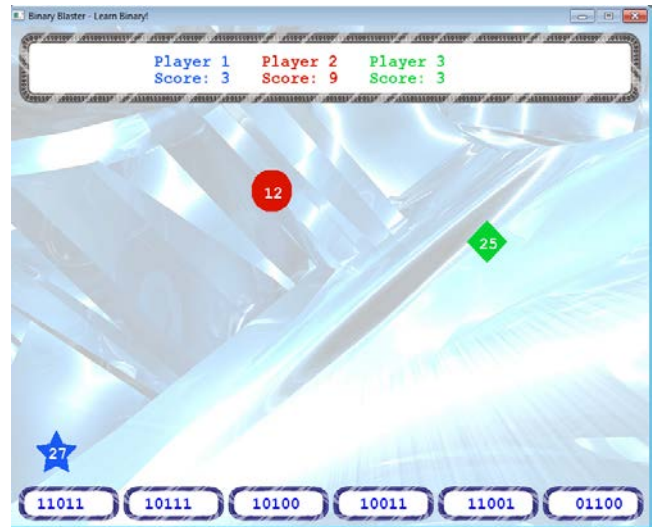 Binary Blaster - Learn Binary!
Player 1 Player 2 Player 3
Score: 3 Score: 9 Score: 3
12
25
27
11011 10111 10100 10011 11001 01100